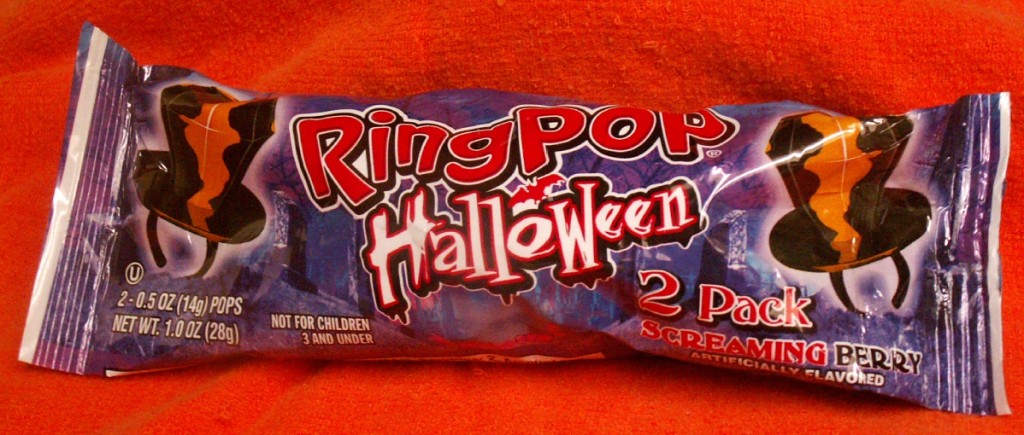 RingPOP®
Halloween
2 Pack
SCREAMING BERRY
ARTIFICIALLY FLAVORED
U
2 - 0.5 OZ (14g) POPS
NET WT. 1.0 OZ (28g)
NOT FOR CHILDREN
3 AND UNDER